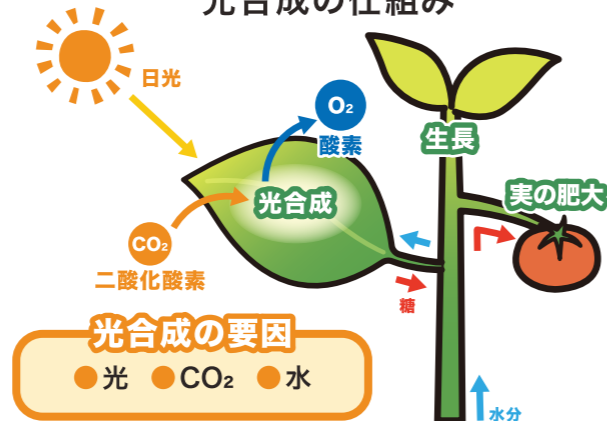 光合成の仕組み
日光
O₂
酸素
生長
光合成
実の肥大
CO₂
二酸化酸素
糖
光合成の要因
●光 ●CO₂ ●水
水分